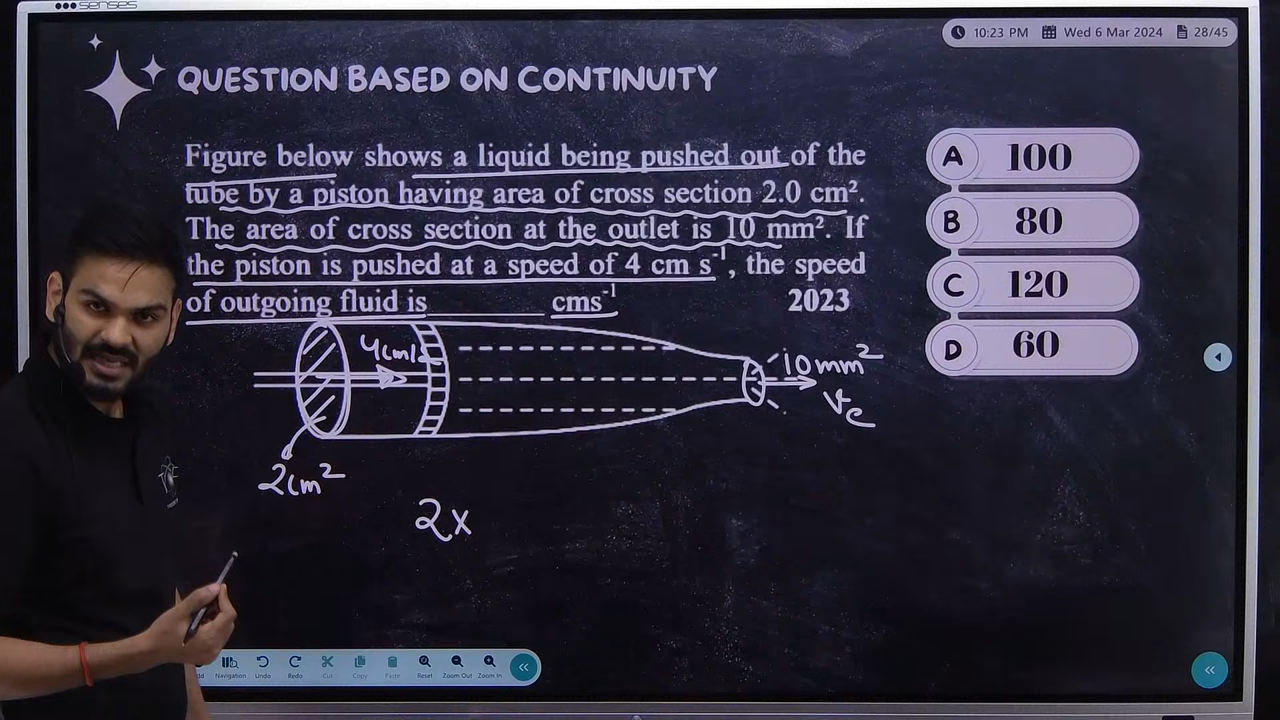 senses
10:23 PM Wed 6 Mar 2024 28/45
QUESTION BASED ON CONTINUITY
Figure below shows a liquid being pushed out of the
tube by a piston having area of cross section 2.0 cm².
The area of cross section at the outlet is 10 mm². If
the piston is pushed at a speed of 4 cm s⁻¹, the speed
of outgoing fluid is ________ cms⁻¹ 2023
A 100
B 80
C 120
D 60
4cm/s
10mm²
2cm²
2x
Navigation Undo Redo Cut Copy Paste Reset Zoom Out Zoom In